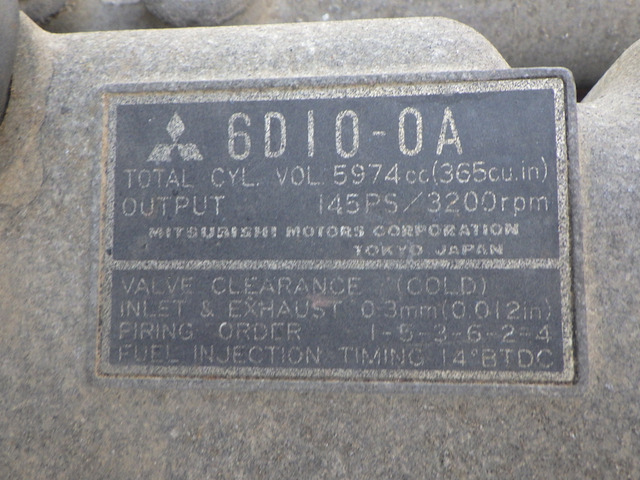 6D10-0A
TOTAL CYL. VOL. 5974cc(365cu.in)
OUTPUT 145PS/3200rpm
MITSUBISHI MOTORS CORPORATION
TOKYO JAPAN
VALVE CLEARANCE (COLD)
INLET & EXHAUST 0.3mm(0.012in)
FIRING ORDER 1-5-3-6-2-4
FUEL INJECTION TIMING 14°BTDC